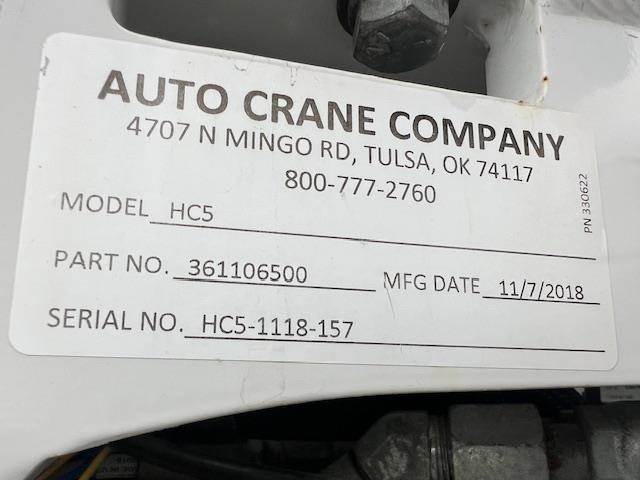 AUTO CRANE COMPANY
4707 N MINGO RD, TULSA, OK 74117
800-777-2760
MODEL HC5
PART NO. 361106500 MFG DATE 11/7/2018
SERIAL NO. HC5-1118-157
PN 330622